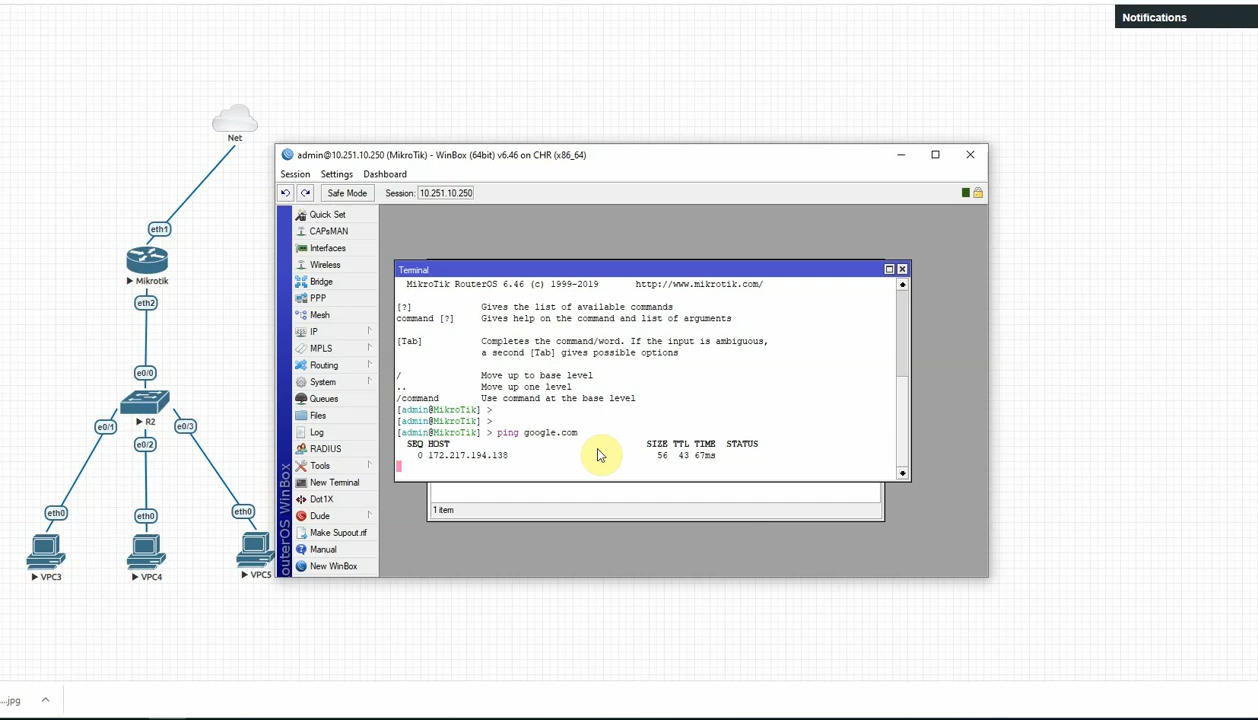 Notifications
Net
eth1
Mikrotik
eth2
e0/0
R2
e0/1
e0/3
e0/2
eth0
eth0
eth0
VPC3
VPC4
VPC5
admin@10.251.10.250 (MikroTik) - WinBox (64bit) v6.46 on CHR (x86_64)
Session Settings Dashboard
Safe Mode Session: 10.251.10.250
Quick Set
CAPsMAN
Interfaces
Wireless
Bridge
PPP
Mesh
IP
MPLS
Routing
System
Queues
Files
Log
RADIUS
Tools
New Terminal
Dot1X
Dude
Make Supout.rif
Manual
New WinBox
outerOS WinBox
Terminal
MikroTik RouterOS 6.46 (c) 1999-2019 http://www.mikrotik.com/
[?] Gives the list of available commands
command [?] Gives help on the command and list of arguments
[Tab] Completes the command/word. If the input is ambiguous,
a second [Tab] gives possible options
/ Move up to base level
.. Move up one level
/command Use command at the base level
[admin@MikroTik] >
[admin@MikroTik] >
[admin@MikroTik] > ping google.com
SEQ HOST SIZE TTL TIME STATUS
0 172.217.194.138 56 43 67ms
1 item
....jpg